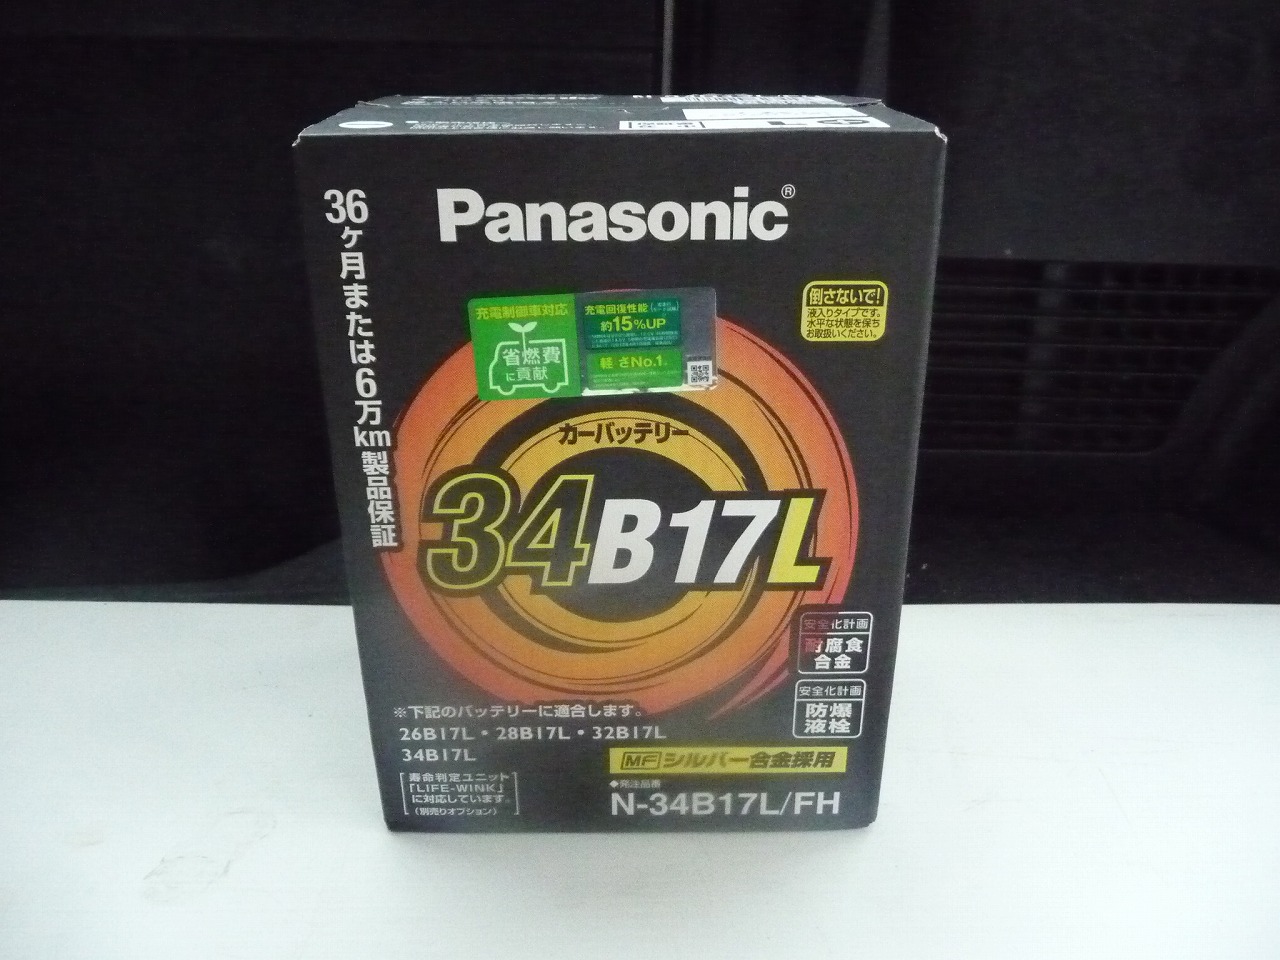 Panasonic®
36ヶ月または6万km製品保証
充電制御車対応
省燃費
に貢献
充電回復性能
約15%UP
軽さNo.1
倒さないで!
液入りタイプです。
水平な状態を保ち
お取扱いください。
カーバッテリー
34B17L
安全化計画
耐腐食
合金
安全化計画
防爆
液栓
※下記のバッテリーに適合します。
26B17L・28B17L・32B17L
34B17L
寿命判定ユニット
「LIFE-WINK」
に対応しています。
(別売りオプション)
MF シルバー合金採用
◆発注品番
N-34B17L/FH